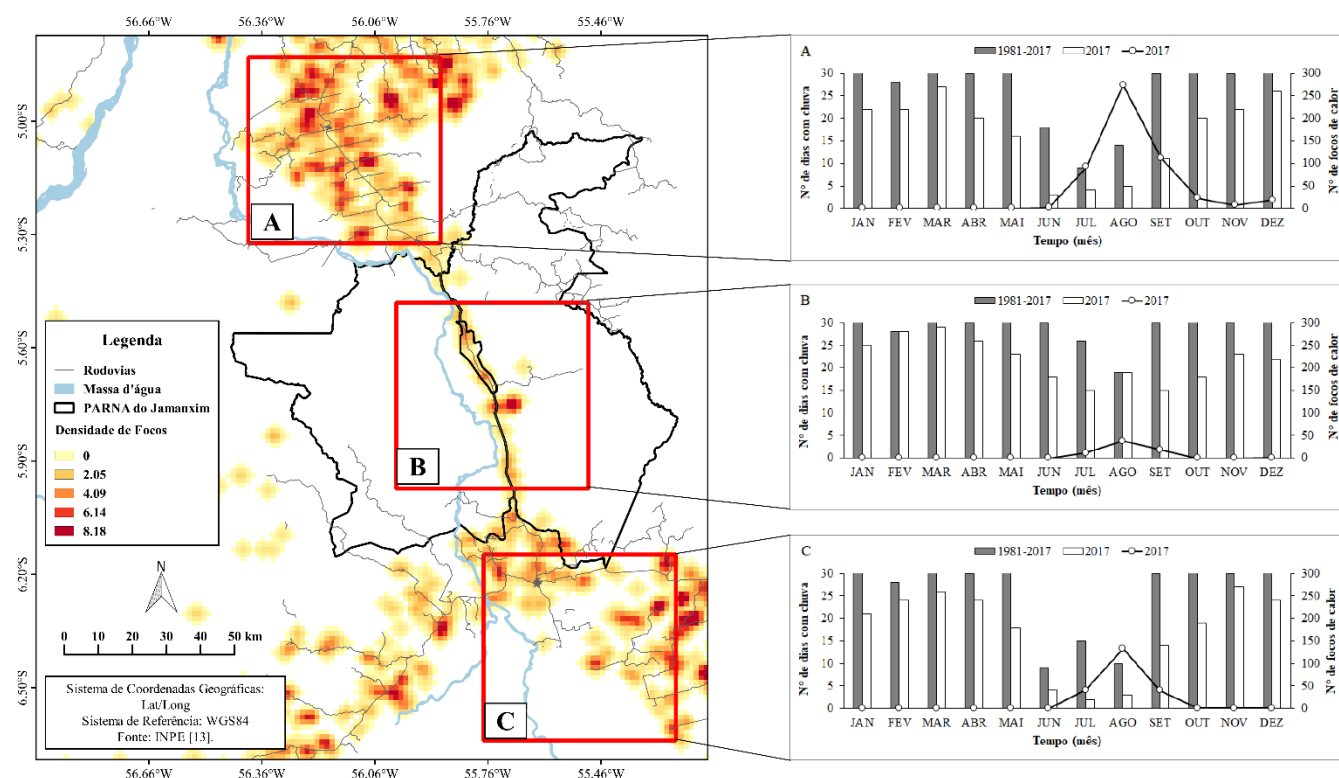 56.66°W 56.36°W 56.06°W 55.76°W 55.46°W
5.00°S
5.30°S
5.60°S
5.90°S
6.20°S
6.50°S
A
B
C
Legenda
Rodovias
Massa d'água
PARNA do Jamanxim
Densidade de Focos
0
2.05
4.09
6.14
8.18
N
0 10 20 30 40 50 km
Sistema de Coordenadas Geográficas:
Lat/Long
Sistema de Referência: WGS84
Fonte: INPE [13].
56.66°W 56.36°W 56.06°W 55.76°W 55.46°W
A
1981-2017 2017 2017
N° de dias com chuva
30
25
20
15
10
5
0
300
250
200
150
100
50
0
N° de focos de calor
JAN FEV MAR ABR MAI JUN JUL AGO SET OUT NOV DEZ
Tempo (mês)
B
1981-2017 2017 2017
N° de dias com chuva
30
25
20
15
10
5
0
300
250
200
150
100
50
0
N° de focos de calor
JAN FEV MAR ABR MAI JUN JUL AGO SET OUT NOV DEZ
Tempo (mês)
C
1981-2017 2017 2017
N° de dias com chuva
30
25
20
15
10
5
0
300
250
200
150
100
50
0
N° de focos de calor
JAN FEV MAR ABR MAI JUN JUL AGO SET OUT NOV DEZ
Tempo (mês)